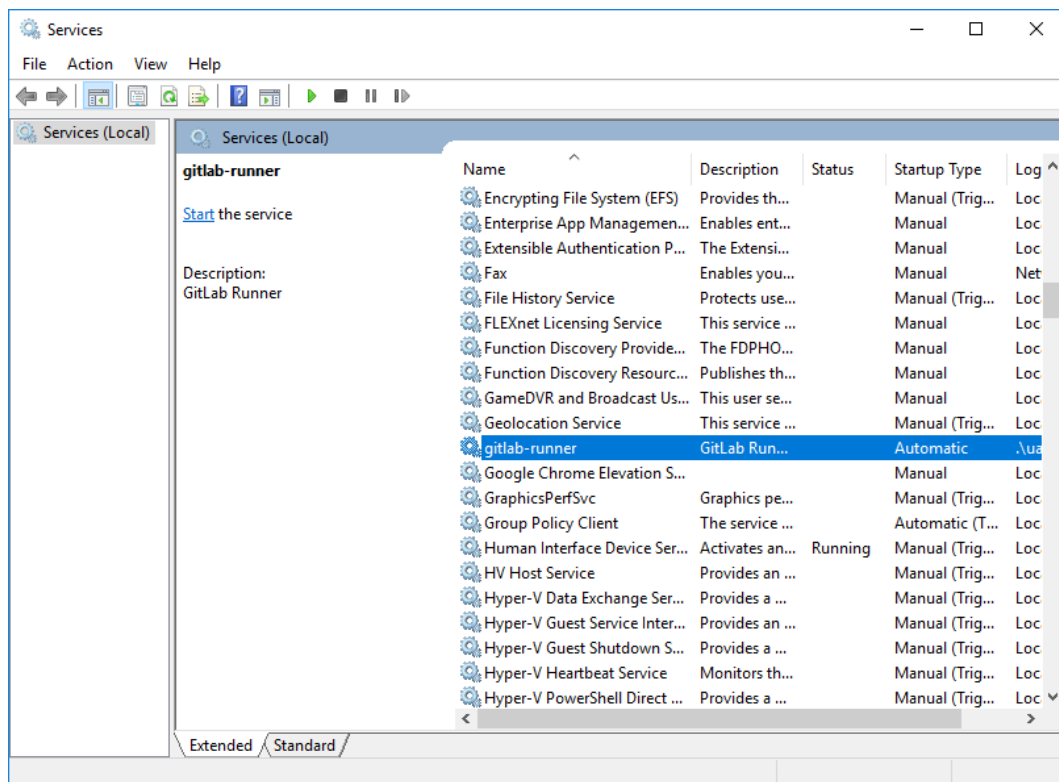 Services
File Action View Help
Services (Local)
Services (Local)
gitlab-runner
Start the service
Description:
GitLab Runner
Name Description Status Startup Type Log
Encrypting File System (EFS) Provides th... Manual (Trig... Loc
Enterprise App Managemen... Enables ent... Manual Loc
Extensible Authentication P... The Extensi... Manual Loc
Fax Enables you... Manual Net
File History Service Protects use... Manual (Trig... Loc
FLEXnet Licensing Service This service ... Manual Loc
Function Discovery Provide... The FDPHO... Manual Loc
Function Discovery Resourc... Publishes th... Manual Loc
GameDVR and Broadcast Us... This user se... Manual Loc
Geolocation Service This service ... Manual (Trig... Loc
gitlab-runner GitLab Run... Automatic .\ua
Google Chrome Elevation S... Manual Loc
GraphicsPerfSvc Graphics pe... Manual (Trig... Loc
Group Policy Client The service ... Automatic (T... Loc
Human Interface Device Ser... Activates an... Running Manual (Trig... Loc
HV Host Service Provides an ... Manual (Trig... Loc
Hyper-V Data Exchange Ser... Provides a ... Manual (Trig... Loc
Hyper-V Guest Service Inter... Provides an ... Manual (Trig... Loc
Hyper-V Guest Shutdown S... Provides a ... Manual (Trig... Loc
Hyper-V Heartbeat Service Monitors th... Manual (Trig... Loc
Hyper-V PowerShell Direct ... Provides a ... Manual (Trig... Loc
Extended Standard